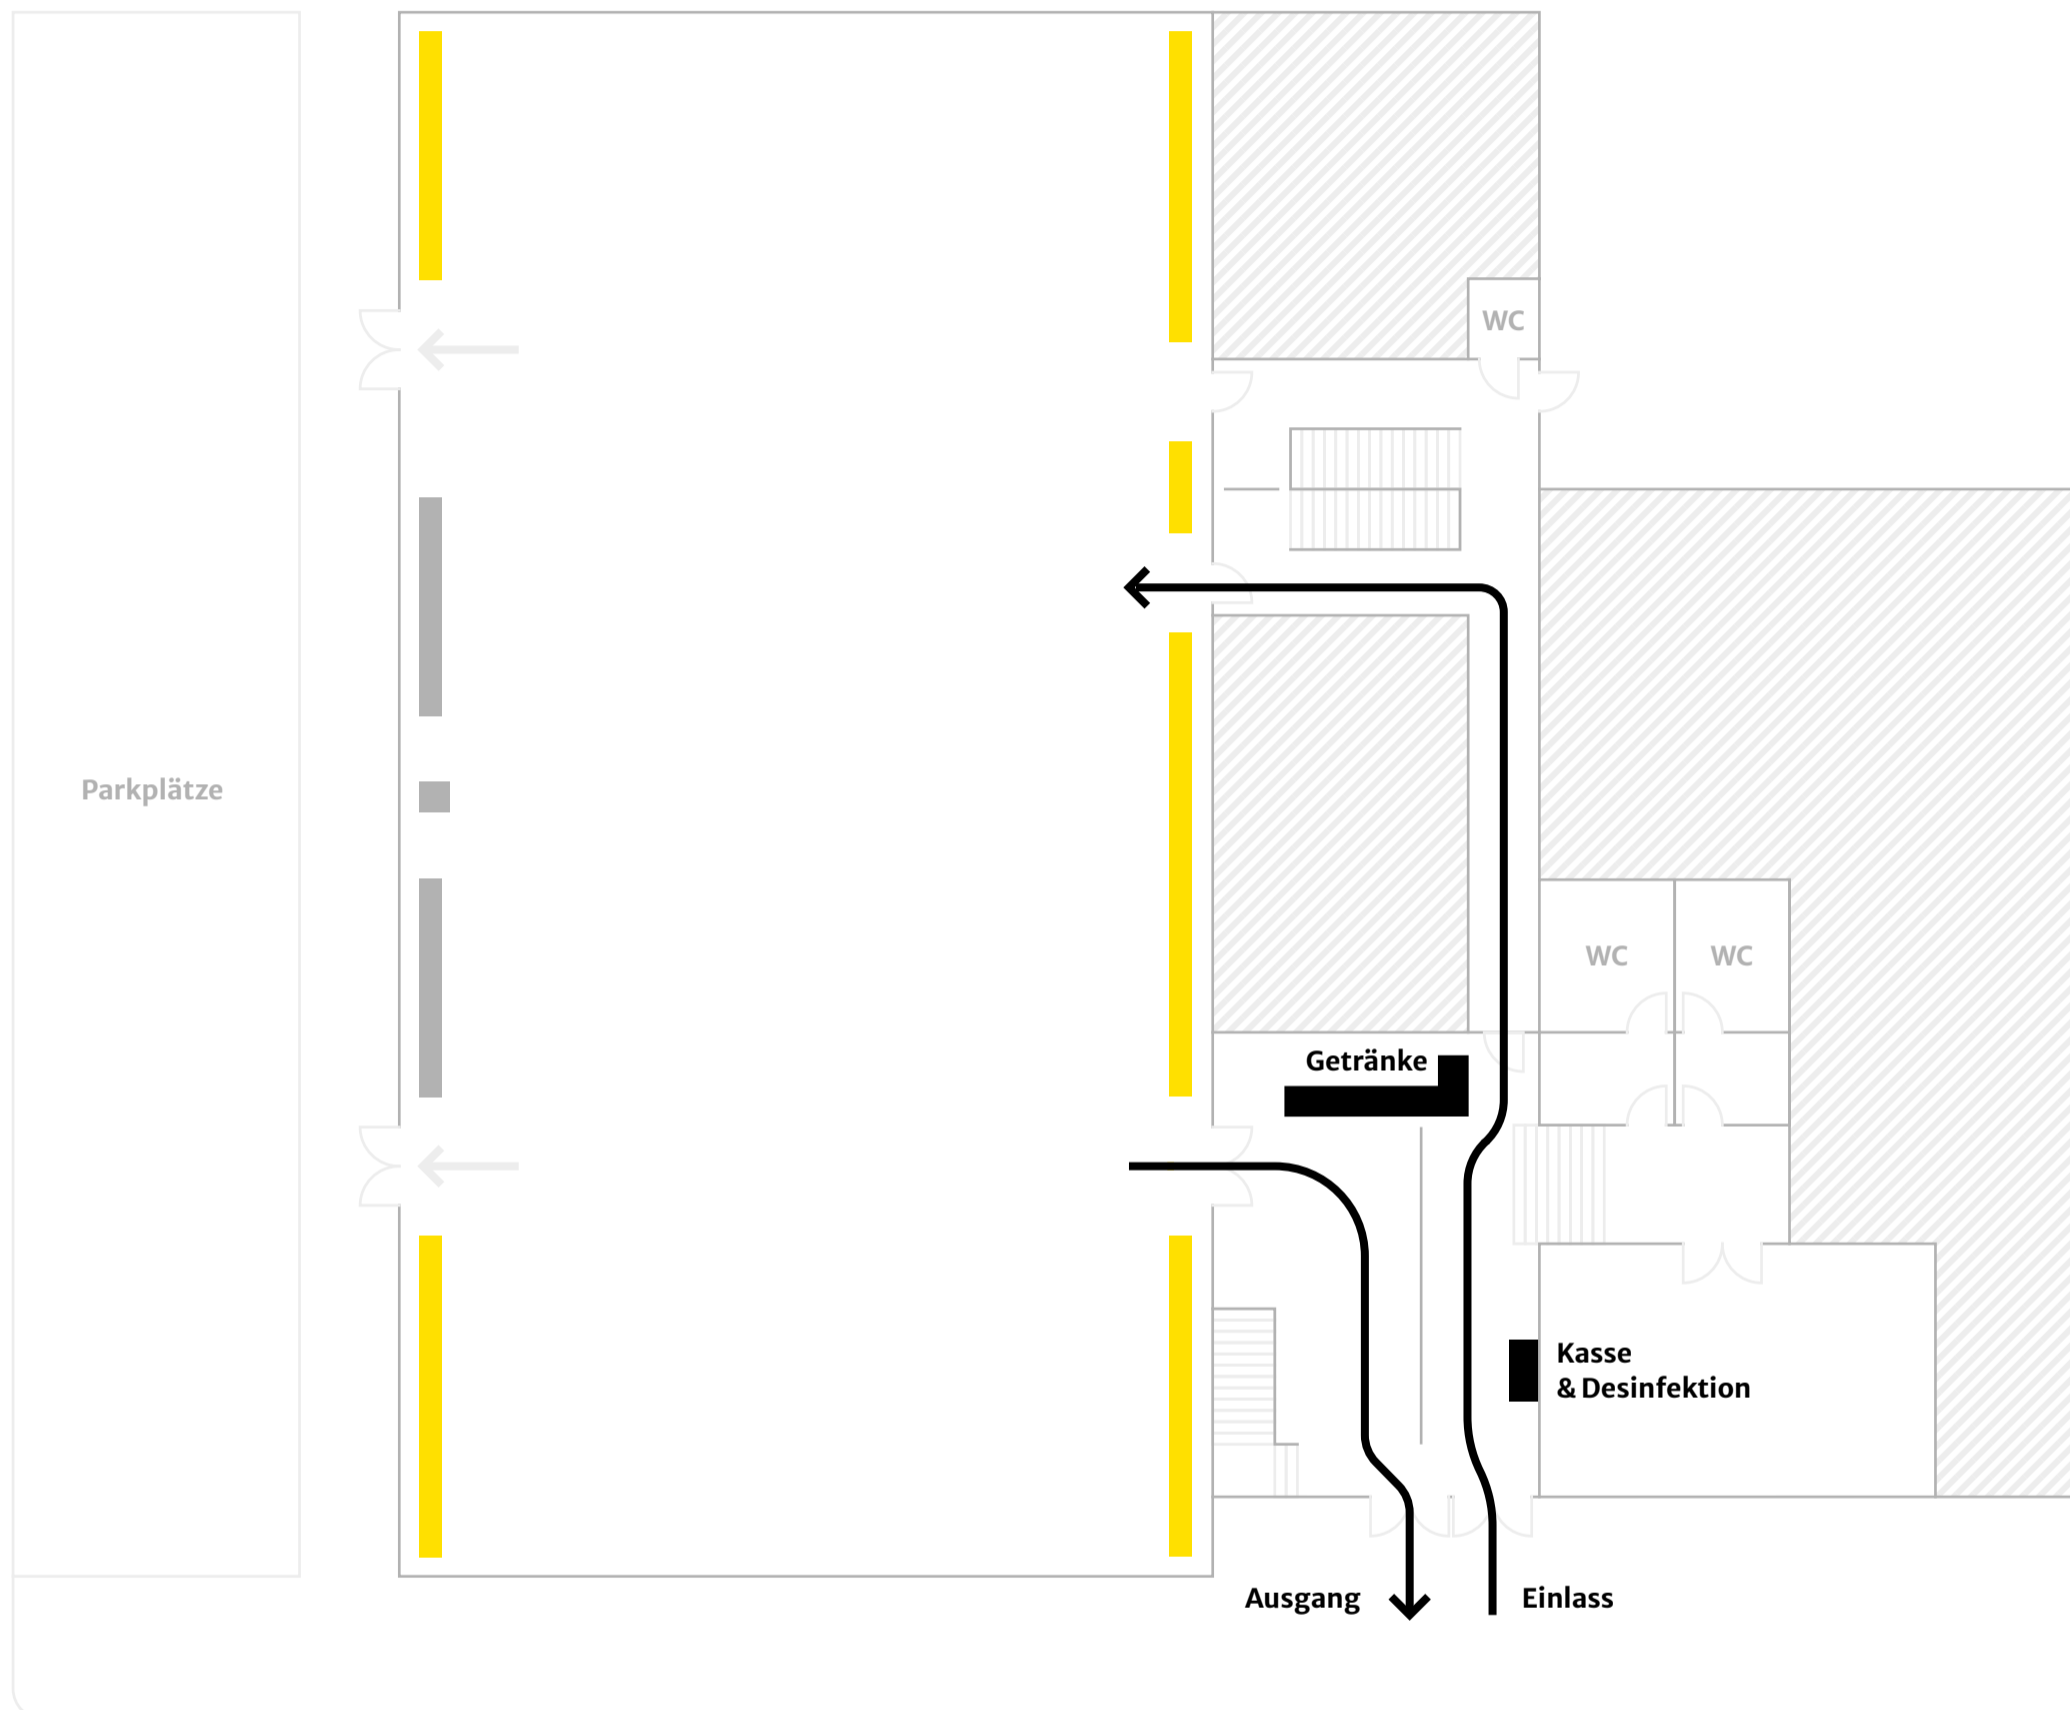 WC
Parkplätze
WC
WC
Getränke
Kasse
& Desinfektion
Ausgang
Einlass